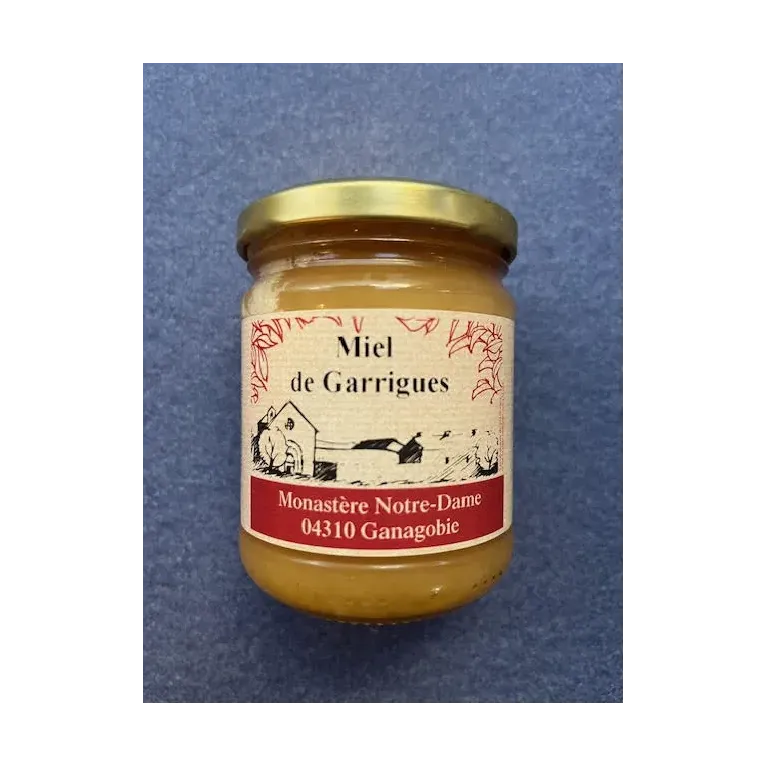 Miel
de Garrigues
Monastère Notre-Dame
04310 Ganagobie